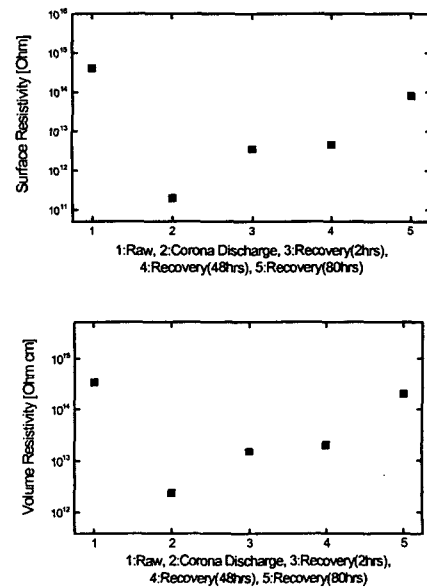 Surface Resistivity [Ohm]
10¹⁶
10¹⁵
10¹⁴
10¹³
10¹²
10¹¹
1 2 3 4 5
1:Raw, 2:Corona Discharge, 3:Recovery(2hrs),
4:Recovery(48hrs), 5:Recovery(80hrs)
Volume Resistivity [Ohm cm]
10¹⁵
10¹⁴
10¹³
10¹²
1 2 3 4 5
1:Raw, 2:Corona Discharge, 3:Recovery(2hrs),
4:Recovery(48hrs), 5:Recovery(80hrs)